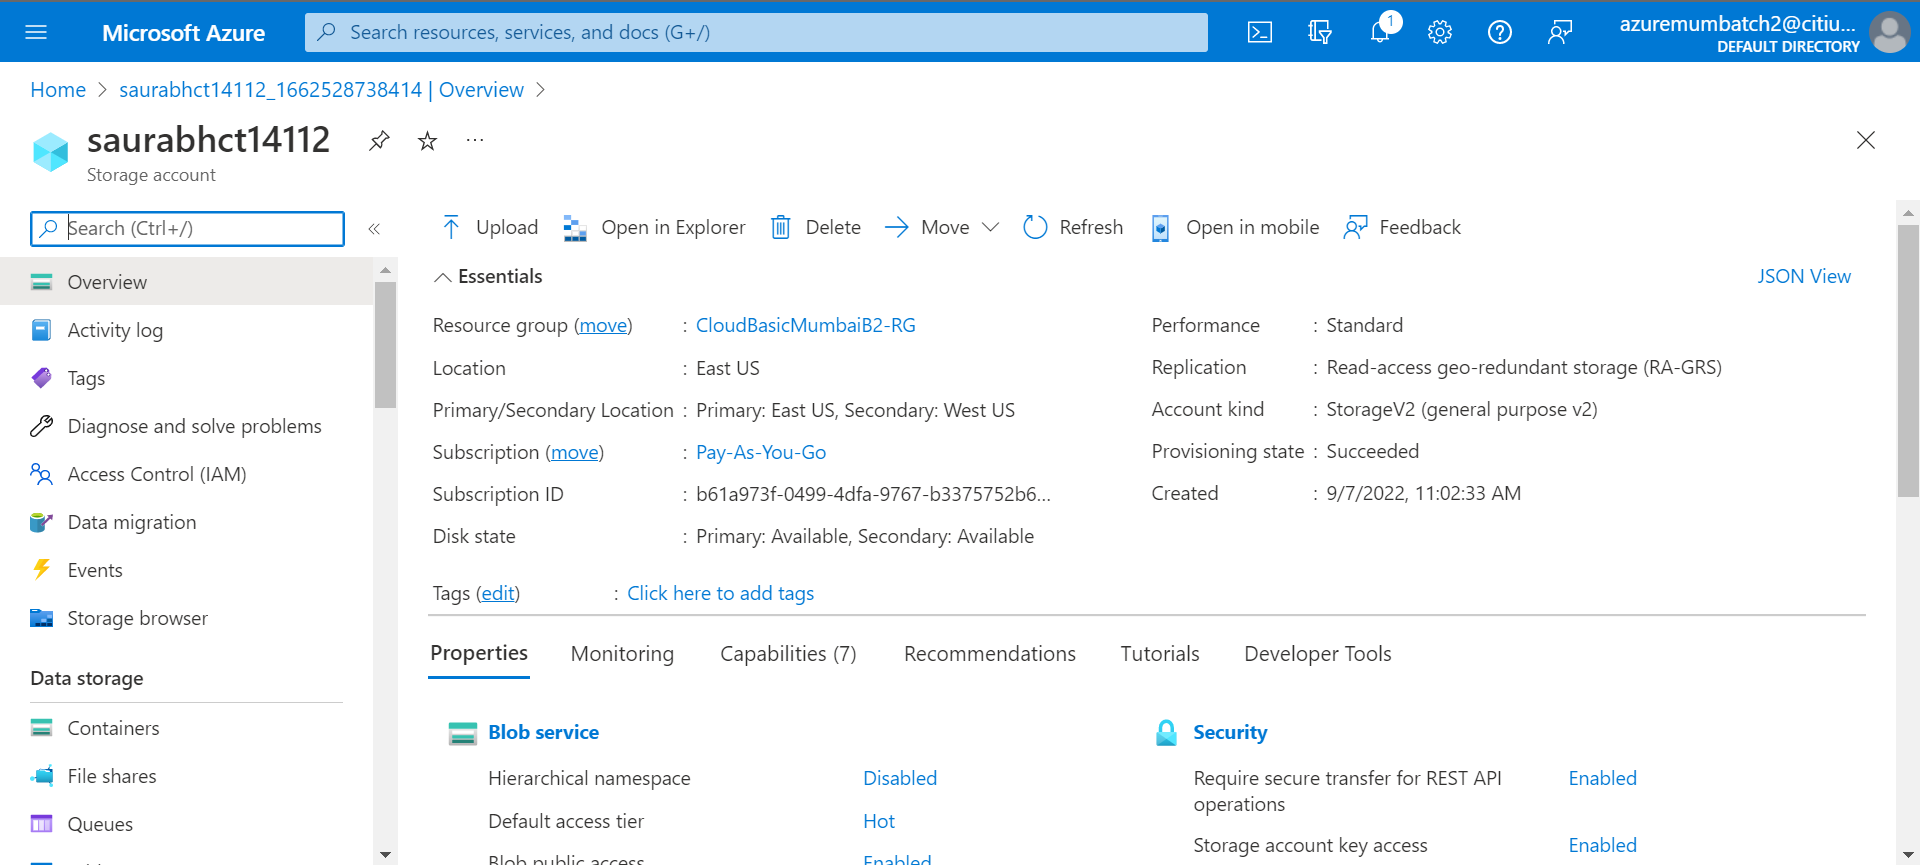 Microsoft Azure
Search resources, services, and docs (G+/)
1
azuremumbatch2@citiu...
DEFAULT DIRECTORY
Home > saurabhct14112_1662528738414 | Overview >
saurabhct14112
...
Storage account
Search (Ctrl+/)
«
Overview
Activity log
Tags
Diagnose and solve problems
Access Control (IAM)
Data migration
Events
Storage browser
Data storage
Containers
File shares
Queues
Upload
Open in Explorer
Delete
Move
Refresh
Open in mobile
Feedback
Essentials
JSON View
Resource group (move) : CloudBasicMumbaiB2-RG
Location : East US
Primary/Secondary Location : Primary: East US, Secondary: West US
Subscription (move) : Pay-As-You-Go
Subscription ID : b61a973f-0499-4dfa-9767-b3375752b6...
Disk state : Primary: Available, Secondary: Available
Performance : Standard
Replication : Read-access geo-redundant storage (RA-GRS)
Account kind : StorageV2 (general purpose v2)
Provisioning state : Succeeded
Created : 9/7/2022, 11:02:33 AM
Tags (edit) : Click here to add tags
Properties
Monitoring
Capabilities (7)
Recommendations
Tutorials
Developer Tools
Blob service
Hierarchical namespace Disabled
Default access tier Hot
Blob public access Enabled
Security
Require secure transfer for REST API Enabled
operations
Storage account key access Enabled